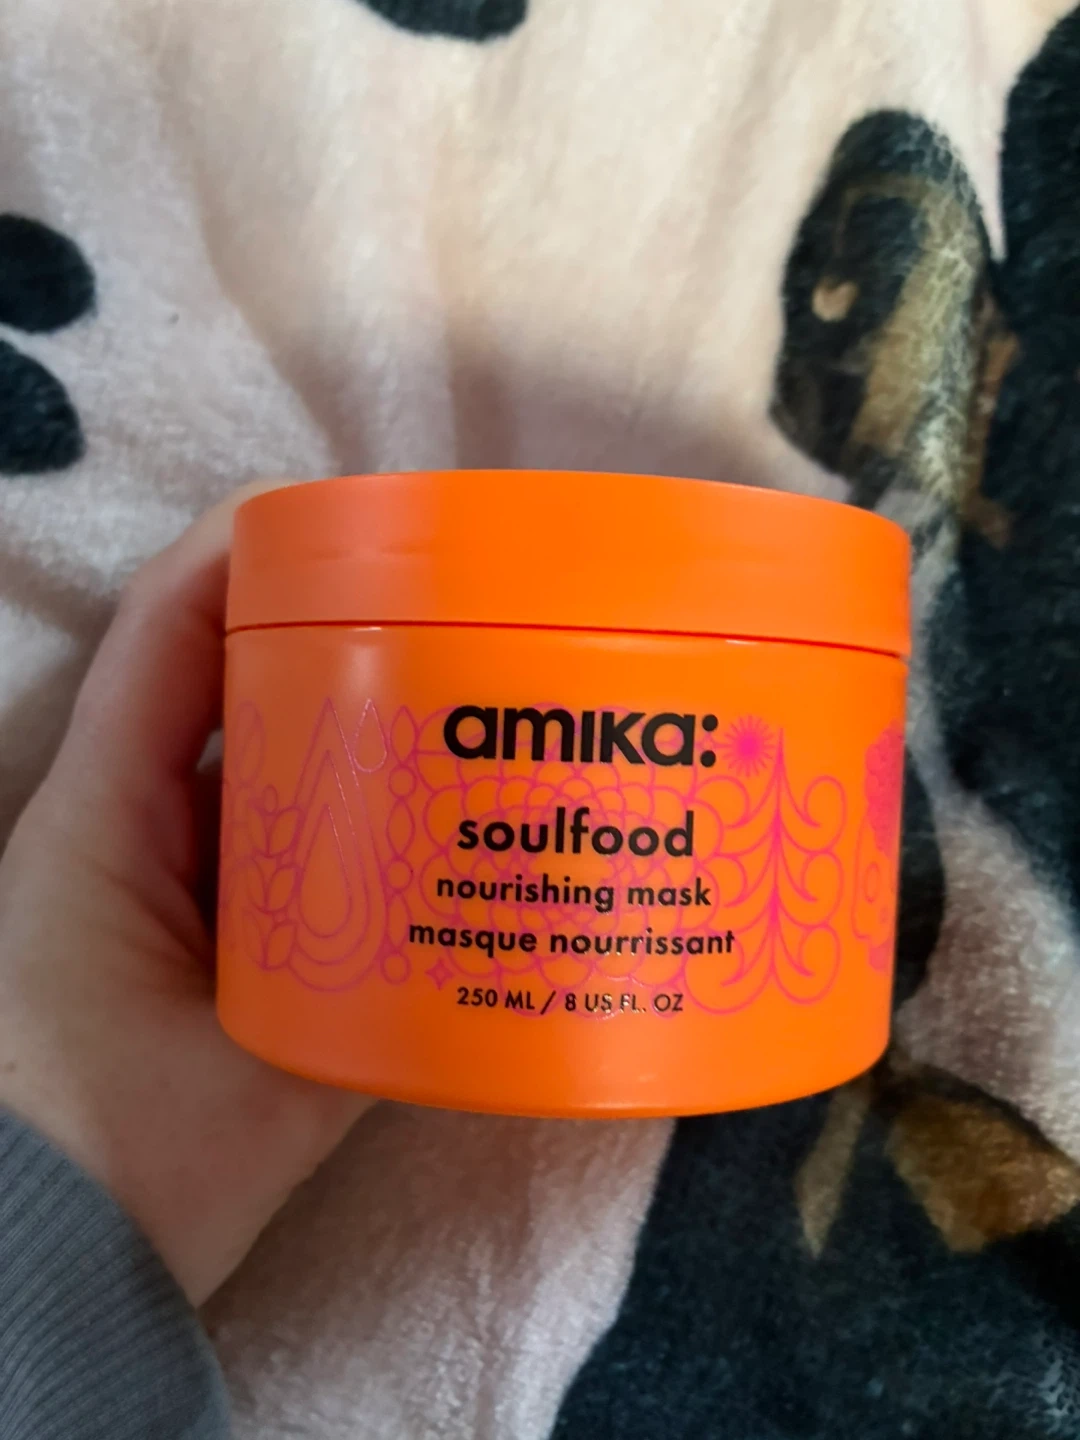 amika:
soulfood
nourishing mask
masque nourrissant
250 ML / 8 US FL. OZ